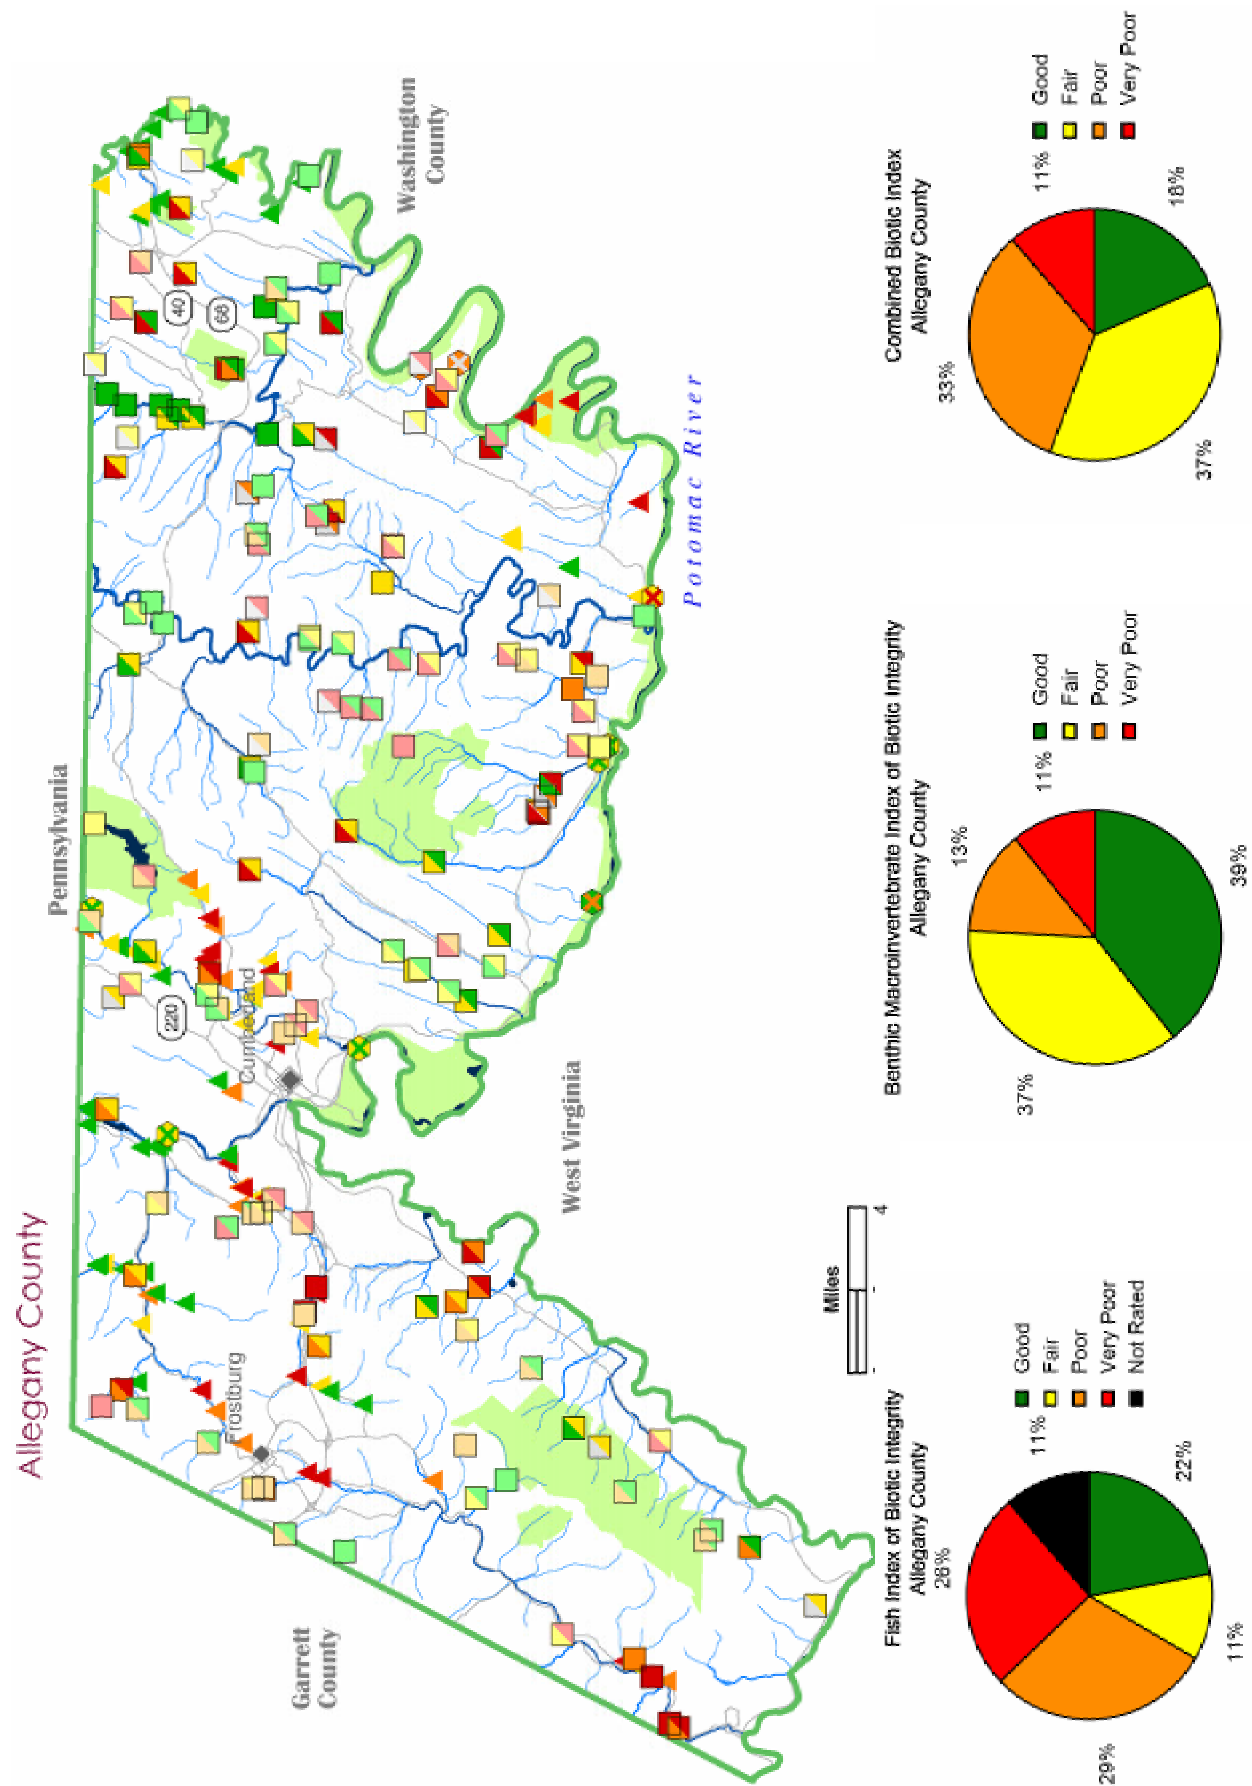 Allegany County
Pennsylvania
Garrett
County
Frostburg
Cumberland
220
40
68
Washington
County
West Virginia
Potomac River
Miles
4
Fish Index of Biotic Integrity
Allegany County
28%
11%
29%
11%
22%
Good
Fair
Poor
Very Poor
Not Rated
Benthic Macroinvertebrate Index of Biotic Integrity
Allegany County
13%
11%
37%
39%
Good
Fair
Poor
Very Poor
Combined Biotic Index
Allegany County
33%
11%
37%
18%
Good
Fair
Poor
Very Poor